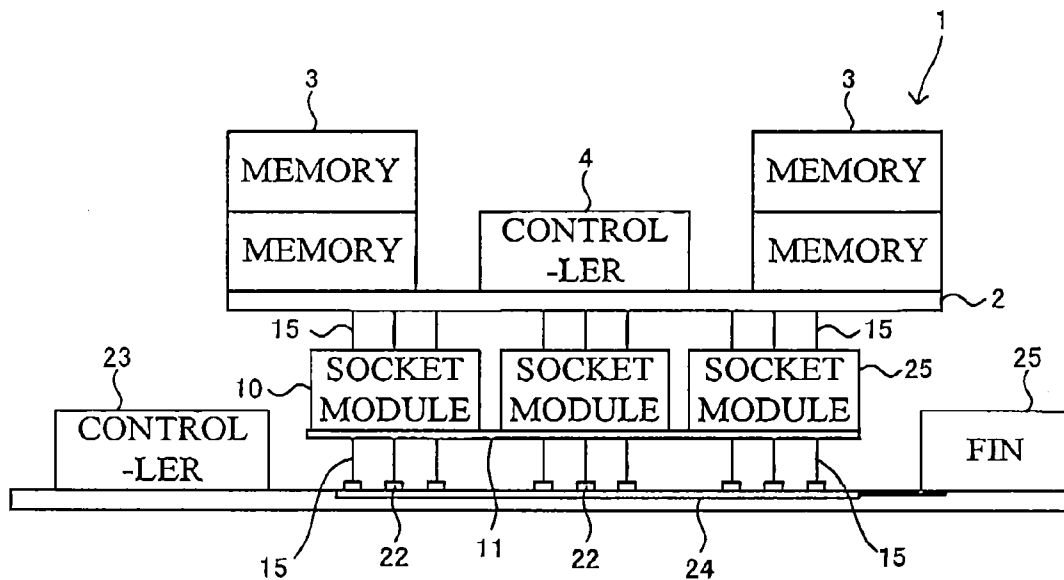 1
3
3
MEMORY
4
MEMORY
MEMORY
CONTROL
-LER
MEMORY
2
15
15
23
10
SOCKET
MODULE
SOCKET
MODULE
SOCKET
MODULE
25
25
CONTROL
-LER
FIN
15
22
11
22
24
15